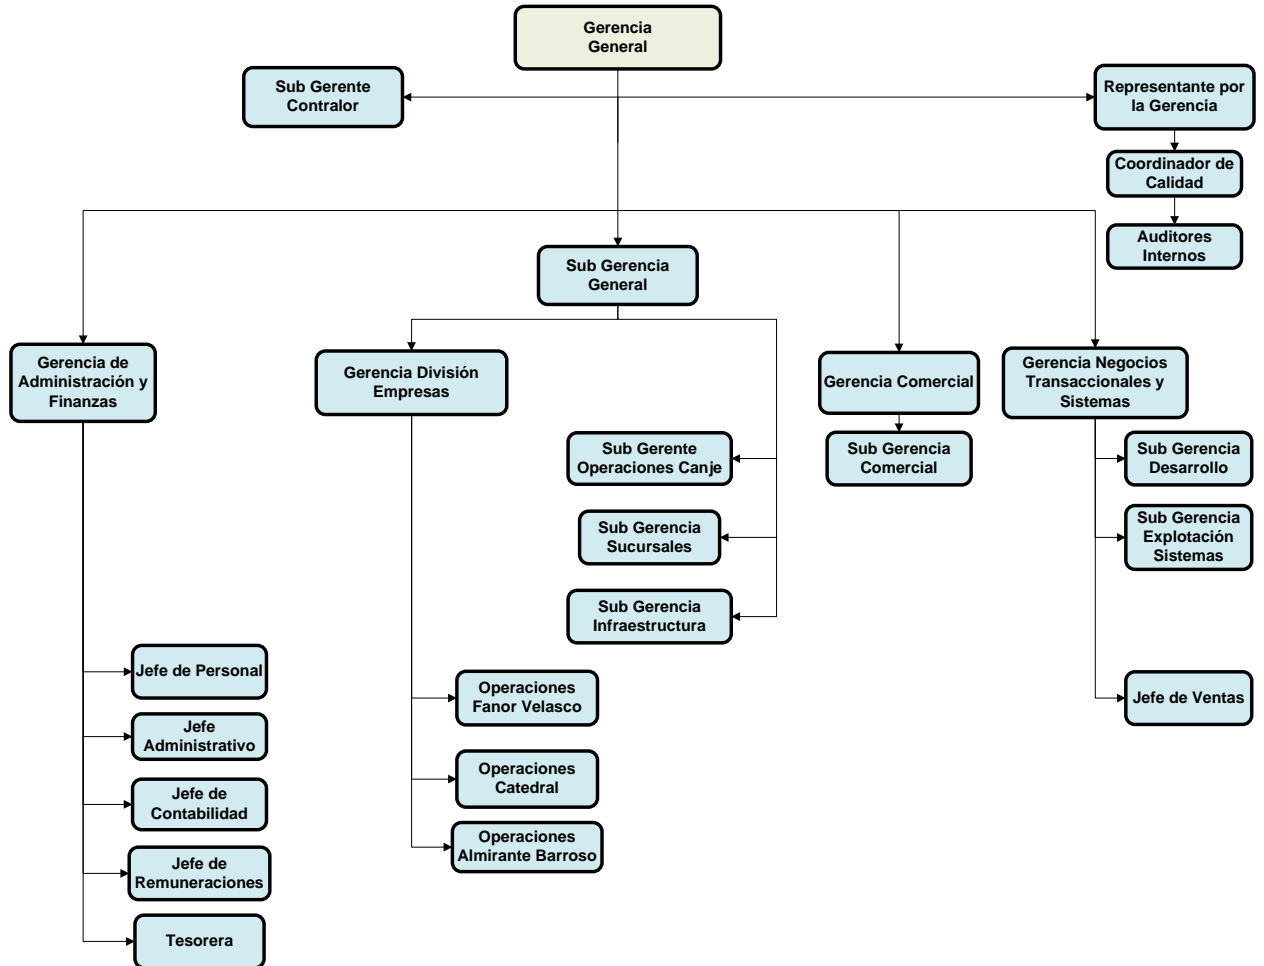 Gerencia
General
Sub Gerente
Contralor
Representante por
la Gerencia
Coordinador de
Calidad
Auditores
Internos
Sub Gerencia
General
Gerencia de
Administración y
Finanzas
Gerencia División
Empresas
Gerencia Comercial
Gerencia Negocios
Transaccionales y
Sistemas
Sub Gerente
Operaciones Canje
Sub Gerencia
Comercial
Sub Gerencia
Desarrollo
Sub Gerencia
Sucursales
Sub Gerencia
Explotación
Sistemas
Sub Gerencia
Infraestructura
Jefe de Personal
Operaciones
Fanor Velasco
Jefe de Ventas
Jefe
Administrativo
Operaciones
Catedral
Jefe de
Contabilidad
Operaciones
Almirante Barroso
Jefe de
Remuneraciones
Tesorera